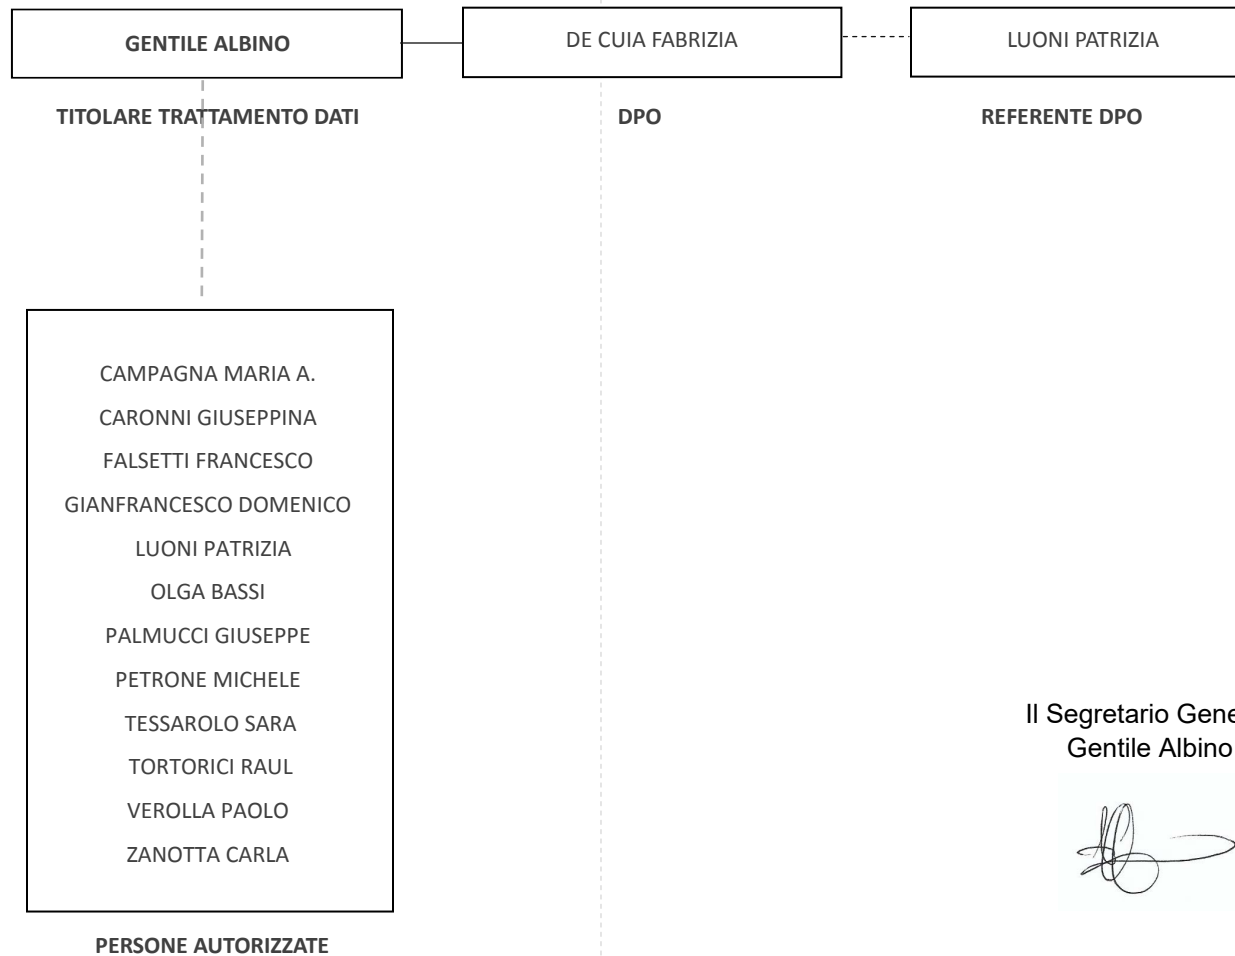 GENTILE ALBINO
DE CUIA FABRIZIA
LUONI PATRIZIA
TITOLARE TRATTAMENTO DATI
DPO
REFERENTE DPO
CAMPAGNA MARIA A.
CARONNI GIUSEPPINA
FALSETTI FRANCESCO
GIANFRANCESCO DOMENICO
LUONI PATRIZIA
OLGA BASSI
PALMUCCI GIUSEPPE
PETRONE MICHELE
TESSAROLO SARA
TORTORICI RAUL
VEROLLA PAOLO
ZANOTTA CARLA
PERSONE AUTORIZZATE
Il Segretario Gene
Gentile Albino